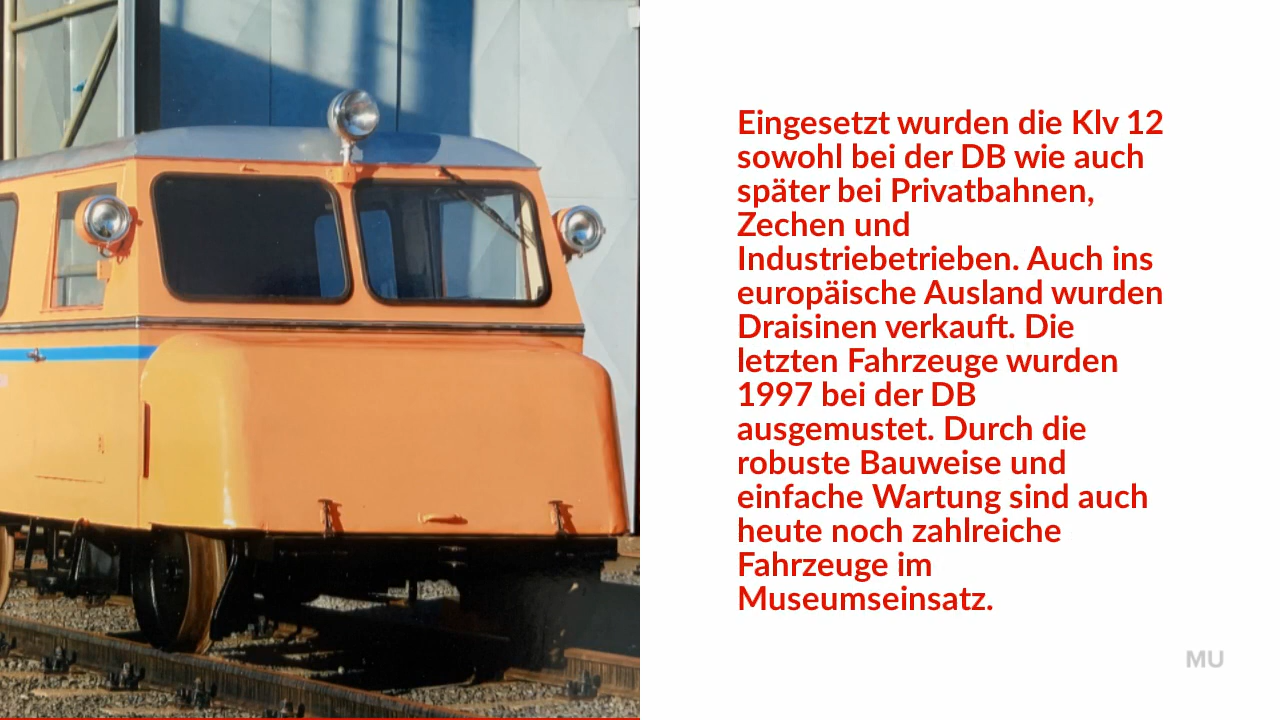 Eingesetzt wurden die Klv 12
sowohl bei der DB wie auch
später bei Privatbahnen,
Zechen und
Industriebetrieben. Auch ins
europäische Ausland wurden
Draisinen verkauft. Die
letzten Fahrzeuge wurden
1997 bei der DB
ausgemustet. Durch die
robuste Bauweise und
einfache Wartung sind auch
heute noch zahlreiche
Fahrzeuge im
Museumseinsatz.
MU